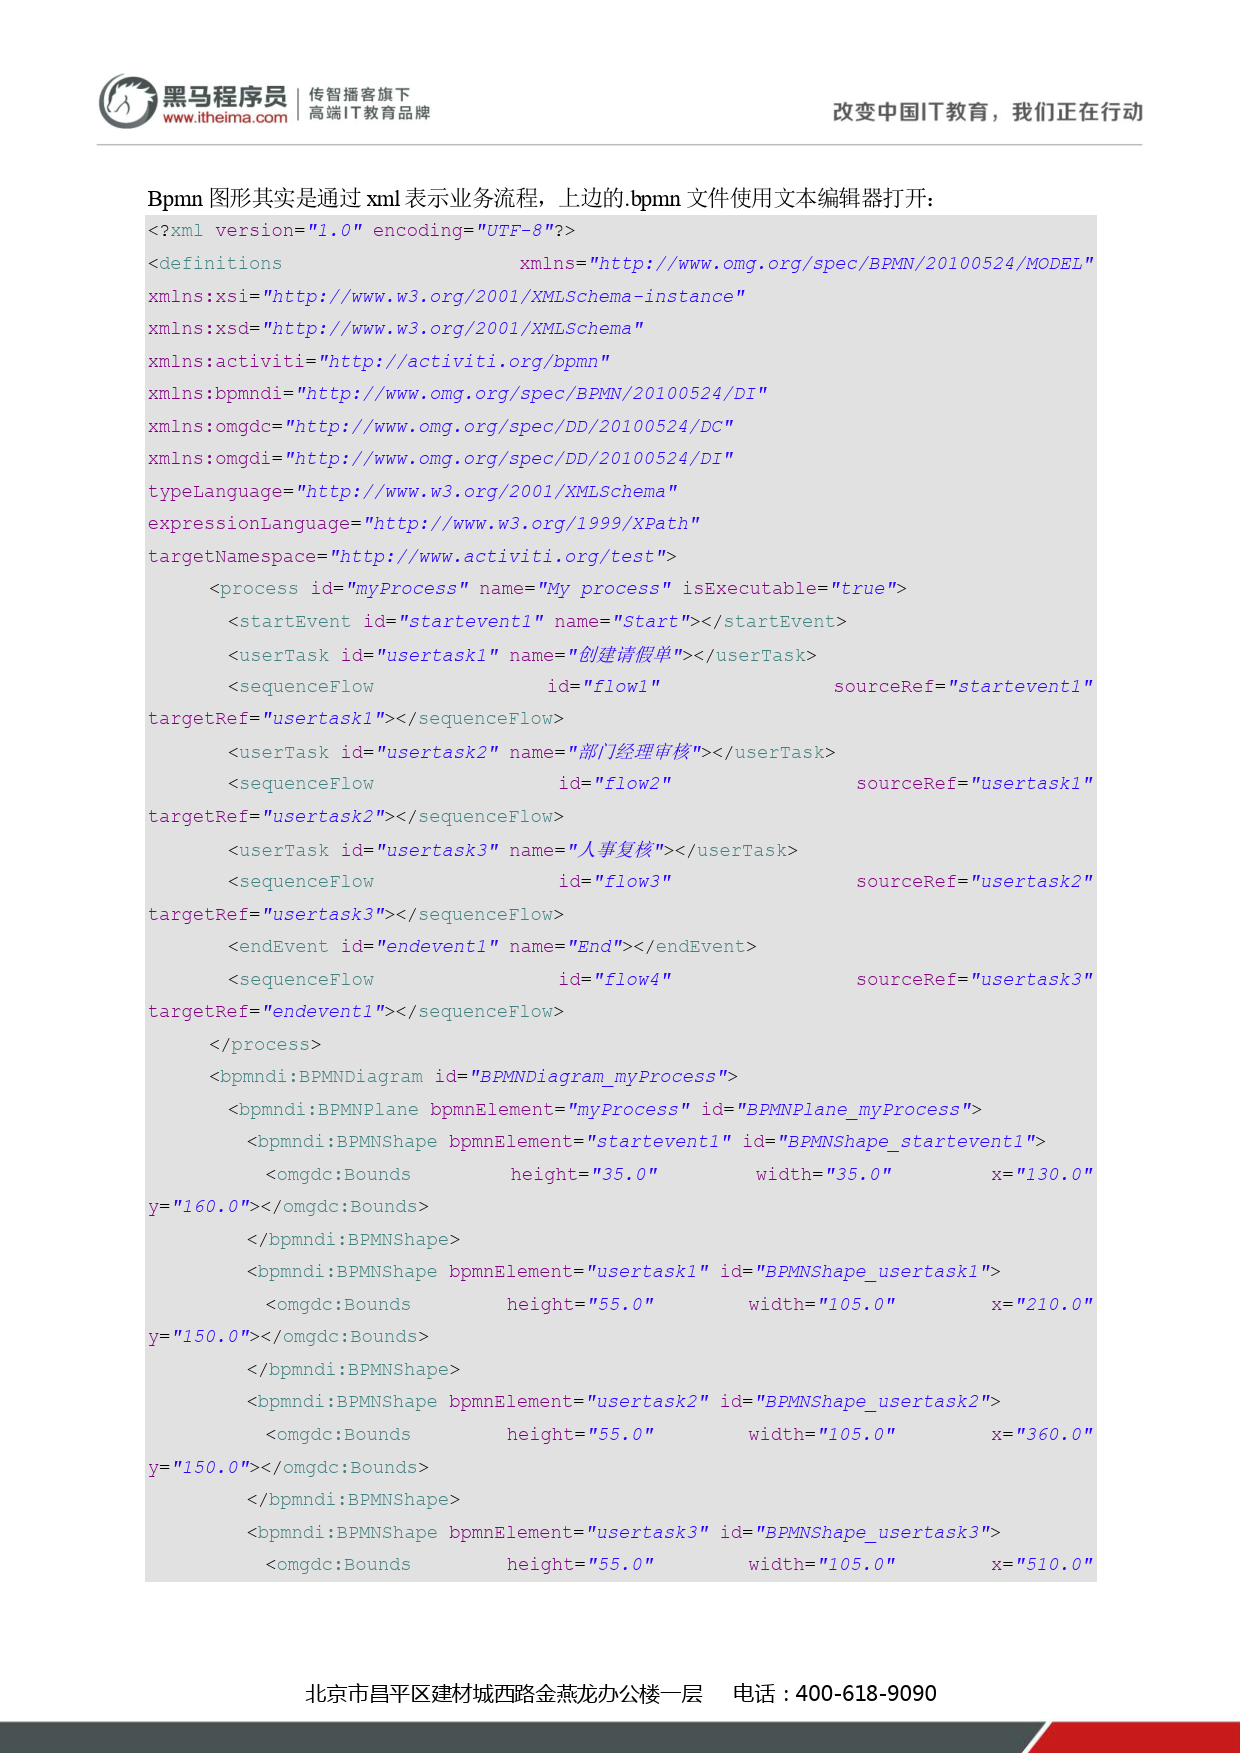 黑马程序员
www.itheima.com
传智播客旗下
高端IT教育品牌
改变中国IT教育，我们正在行动
Bpmn 图形其实是通过 xml 表示业务流程，上边的.bpmn 文件使用文本编辑器打开：
<?xml version="1.0" encoding="UTF-8"?>
<definitions xmlns="http://www.omg.org/spec/BPMN/20100524/MODEL"
xmlns:xsi="http://www.w3.org/2001/XMLSchema-instance"
xmlns:xsd="http://www.w3.org/2001/XMLSchema"
xmlns:activiti="http://activiti.org/bpmn"
xmlns:bpmndi="http://www.omg.org/spec/BPMN/20100524/DI"
xmlns:omgdc="http://www.omg.org/spec/DD/20100524/DC"
xmlns:omgdi="http://www.omg.org/spec/DD/20100524/DI"
typeLanguage="http://www.w3.org/2001/XMLSchema"
expressionLanguage="http://www.w3.org/1999/XPath"
targetNamespace="http://www.activiti.org/test">
<process id="myProcess" name="My process" isExecutable="true">
<startEvent id="startevent1" name="Start"></startEvent>
<userTask id="usertask1" name="创建请假单"></userTask>
<sequenceFlow id="flow1" sourceRef="startevent1"
targetRef="usertask1"></sequenceFlow>
<userTask id="usertask2" name="部门经理审核"></userTask>
<sequenceFlow id="flow2" sourceRef="usertask1"
targetRef="usertask2"></sequenceFlow>
<userTask id="usertask3" name="人事复核"></userTask>
<sequenceFlow id="flow3" sourceRef="usertask2"
targetRef="usertask3"></sequenceFlow>
<endEvent id="endevent1" name="End"></endEvent>
<sequenceFlow id="flow4" sourceRef="usertask3"
targetRef="endevent1"></sequenceFlow>
</process>
<bpmndi:BPMNDiagram id="BPMNDiagram_myProcess">
<bpmndi:BPMNPlane bpmnElement="myProcess" id="BPMNPlane_myProcess">
<bpmndi:BPMNShape bpmnElement="startevent1" id="BPMNShape_startevent1">
<omgdc:Bounds height="35.0" width="35.0" x="130.0"
y="160.0"></omgdc:Bounds>
</bpmndi:BPMNShape>
<bpmndi:BPMNShape bpmnElement="usertask1" id="BPMNShape_usertask1">
<omgdc:Bounds height="55.0" width="105.0" x="210.0"
y="150.0"></omgdc:Bounds>
</bpmndi:BPMNShape>
<bpmndi:BPMNShape bpmnElement="usertask2" id="BPMNShape_usertask2">
<omgdc:Bounds height="55.0" width="105.0" x="360.0"
y="150.0"></omgdc:Bounds>
</bpmndi:BPMNShape>
<bpmndi:BPMNShape bpmnElement="usertask3" id="BPMNShape_usertask3">
<omgdc:Bounds height="55.0" width="105.0" x="510.0"
北京市昌平区建材城西路金燕龙办公楼一层 电话：400-618-9090